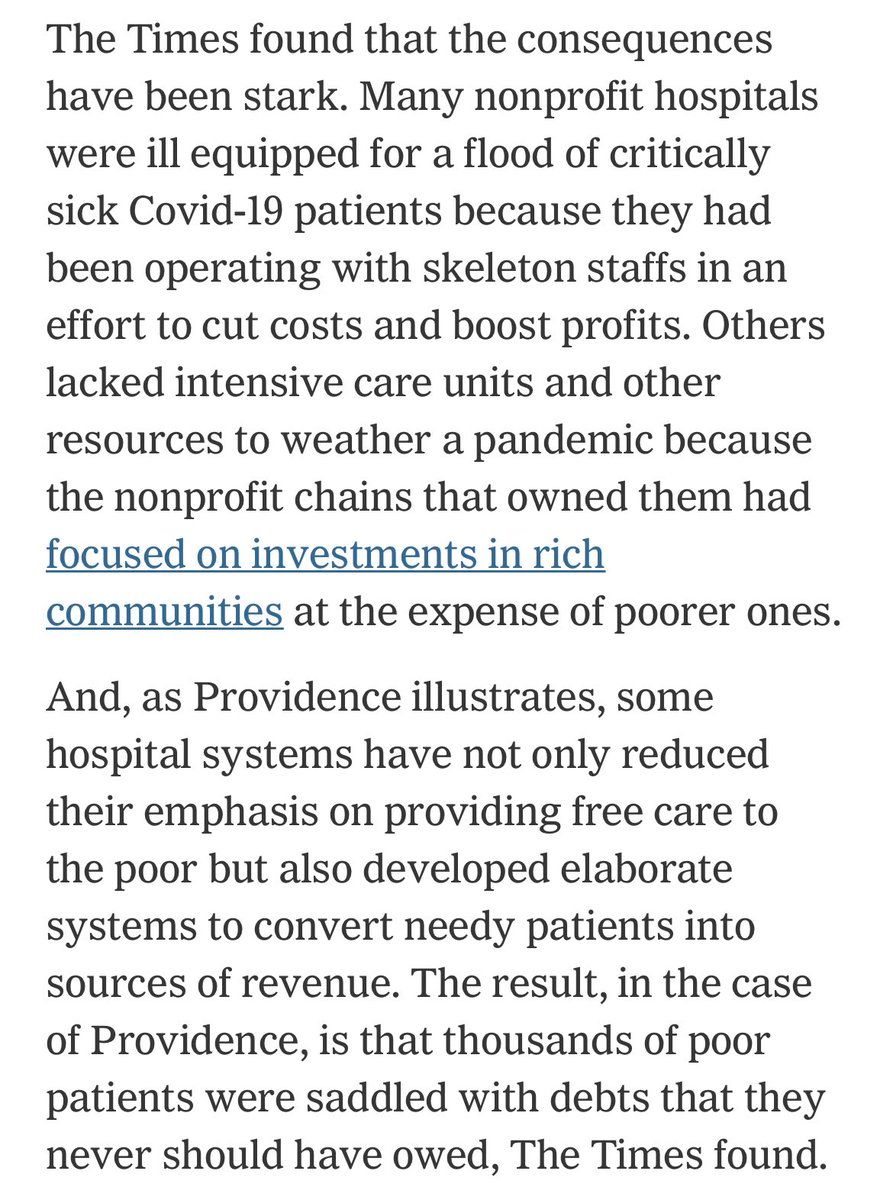 The Times found that the consequences
have been stark. Many nonprofit hospitals
were ill equipped for a flood of critically
sick Covid-19 patients because they had
been operating with skeleton staffs in an
effort to cut costs and boost profits. Others
lacked intensive care units and other
resources to weather a pandemic because
the nonprofit chains that owned them had
focused on investments in rich
communities at the expense of poorer ones.
And, as Providence illustrates, some
hospital systems have not only reduced
their emphasis on providing free care to
the poor but also developed elaborate
systems to convert needy patients into
sources of revenue. The result, in the case
of Providence, is that thousands of poor
patients were saddled with debts that they
never should have owed, The Times found.